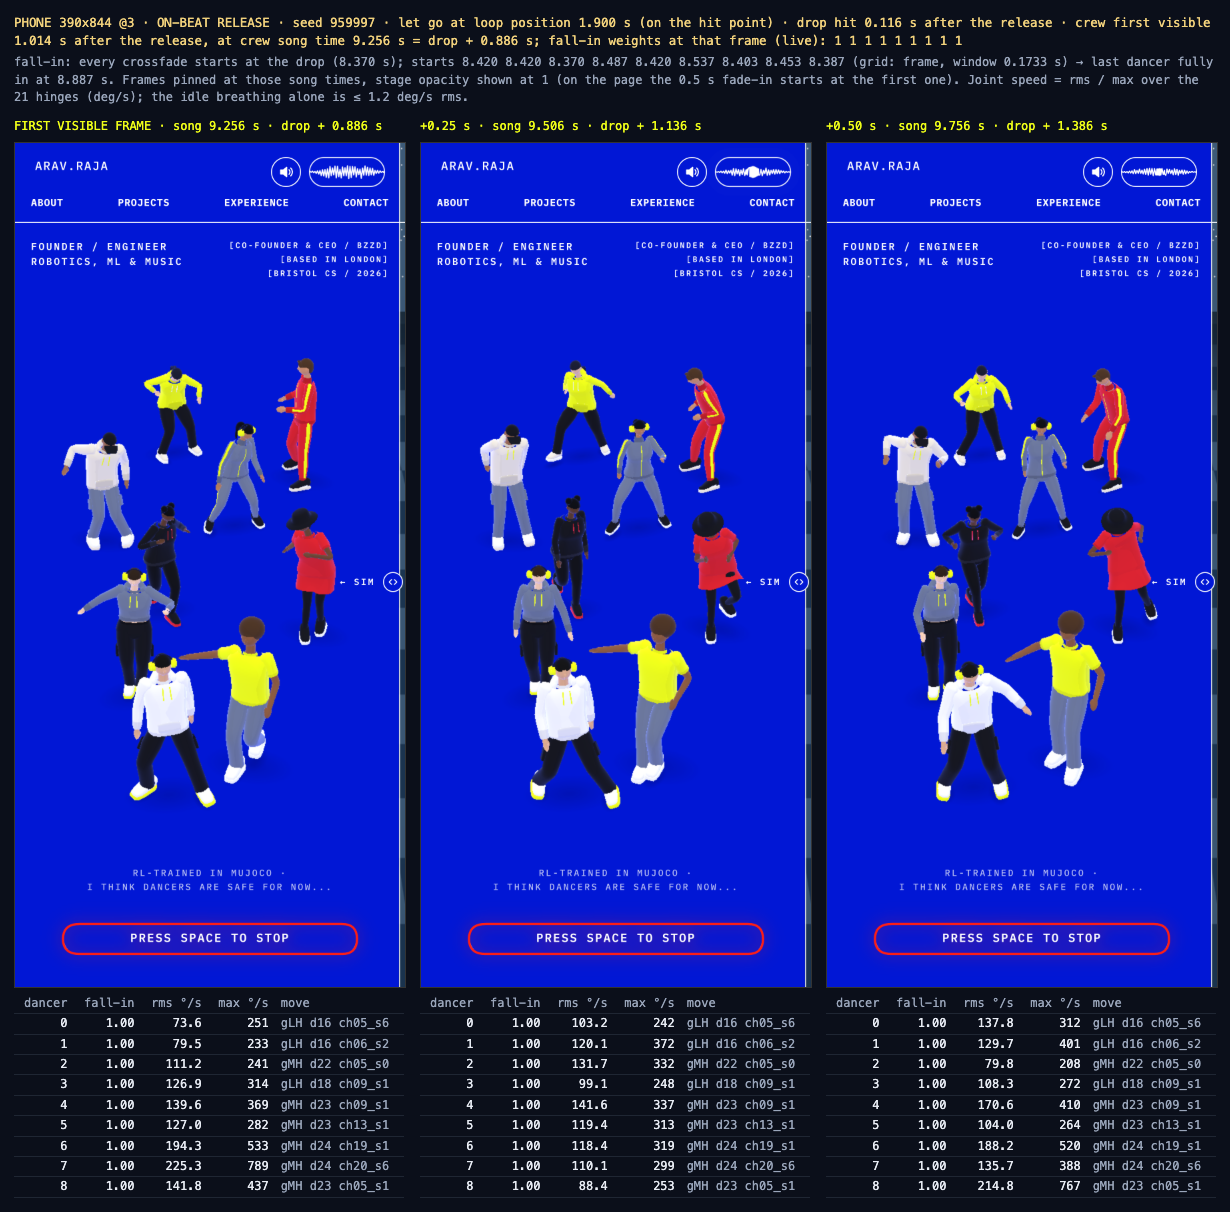 PHONE 390x844 @3 · ON-BEAT RELEASE · seed 959997 · let go at loop position 1.900 s (on the hit point) · drop hit 0.116 s after the release · crew first visible
1.014 s after the release, at crew song time 9.256 s = drop + 0.886 s; fall-in weights at that frame (live): 1 1 1 1 1 1 1 1 1
fall-in: every crossfade starts at the drop (8.370 s); starts 8.420 8.420 8.370 8.487 8.420 8.537 8.403 8.453 8.387 (grid: frame, window 0.1733 s) → last dancer fully
in at 8.887 s. Frames pinned at those song times, stage opacity shown at 1 (on the page the 0.5 s fade-in starts at the first one). Joint speed = rms / max over the
21 hinges (deg/s); the idle breathing alone is ≤ 1.2 deg/s rms.
FIRST VISIBLE FRAME · song 9.256 s · drop + 0.886 s
ARAV.RAJA
ABOUT PROJECTS EXPERIENCE CONTACT
FOUNDER / ENGINEER
ROBOTICS, ML & MUSIC
[CO-FOUNDER & CEO / BZZD]
[BASED IN LONDON]
[BRISTOL CS / 2026]
← SIM
RL-TRAINED IN MUJOCO ·
I THINK DANCERS ARE SAFE FOR NOW...
PRESS SPACE TO STOP
dancer fall-in rms °/s max °/s move
0 1.00 73.6 251 gLH d16 ch05_s6
1 1.00 79.5 233 gLH d16 ch06_s2
2 1.00 111.2 241 gMH d22 ch05_s0
3 1.00 126.9 314 gLH d18 ch09_s1
4 1.00 139.6 369 gMH d23 ch09_s1
5 1.00 127.0 282 gMH d23 ch13_s1
6 1.00 194.3 533 gMH d24 ch19_s1
7 1.00 225.3 789 gMH d24 ch20_s6
8 1.00 141.8 437 gMH d23 ch05_s1
+0.25 s · song 9.506 s · drop + 1.136 s
ARAV.RAJA
ABOUT PROJECTS EXPERIENCE CONTACT
FOUNDER / ENGINEER
ROBOTICS, ML & MUSIC
[CO-FOUNDER & CEO / BZZD]
[BASED IN LONDON]
[BRISTOL CS / 2026]
← SIM
RL-TRAINED IN MUJOCO ·
I THINK DANCERS ARE SAFE FOR NOW...
PRESS SPACE TO STOP
dancer fall-in rms °/s max °/s move
0 1.00 103.2 242 gLH d16 ch05_s6
1 1.00 120.1 372 gLH d16 ch06_s2
2 1.00 131.7 332 gMH d22 ch05_s0
3 1.00 99.1 248 gLH d18 ch09_s1
4 1.00 141.6 337 gMH d23 ch09_s1
5 1.00 119.4 313 gMH d23 ch13_s1
6 1.00 118.4 319 gMH d24 ch19_s1
7 1.00 110.1 299 gMH d24 ch20_s6
8 1.00 88.4 253 gMH d23 ch05_s1
+0.50 s · song 9.756 s · drop + 1.386 s
ARAV.RAJA
ABOUT PROJECTS EXPERIENCE CONTACT
FOUNDER / ENGINEER
ROBOTICS, ML & MUSIC
[CO-FOUNDER & CEO / BZZD]
[BASED IN LONDON]
[BRISTOL CS / 2026]
← SIM
RL-TRAINED IN MUJOCO ·
I THINK DANCERS ARE SAFE FOR NOW...
PRESS SPACE TO STOP
dancer fall-in rms °/s max °/s move
0 1.00 137.8 312 gLH d16 ch05_s6
1 1.00 129.7 401 gLH d16 ch06_s2
2 1.00 79.8 208 gMH d22 ch05_s0
3 1.00 108.3 272 gLH d18 ch09_s1
4 1.00 170.6 410 gMH d23 ch09_s1
5 1.00 104.0 264 gMH d23 ch13_s1
6 1.00 188.2 520 gMH d24 ch19_s1
7 1.00 135.7 388 gMH d24 ch20_s6
8 1.00 214.8 767 gMH d23 ch05_s1